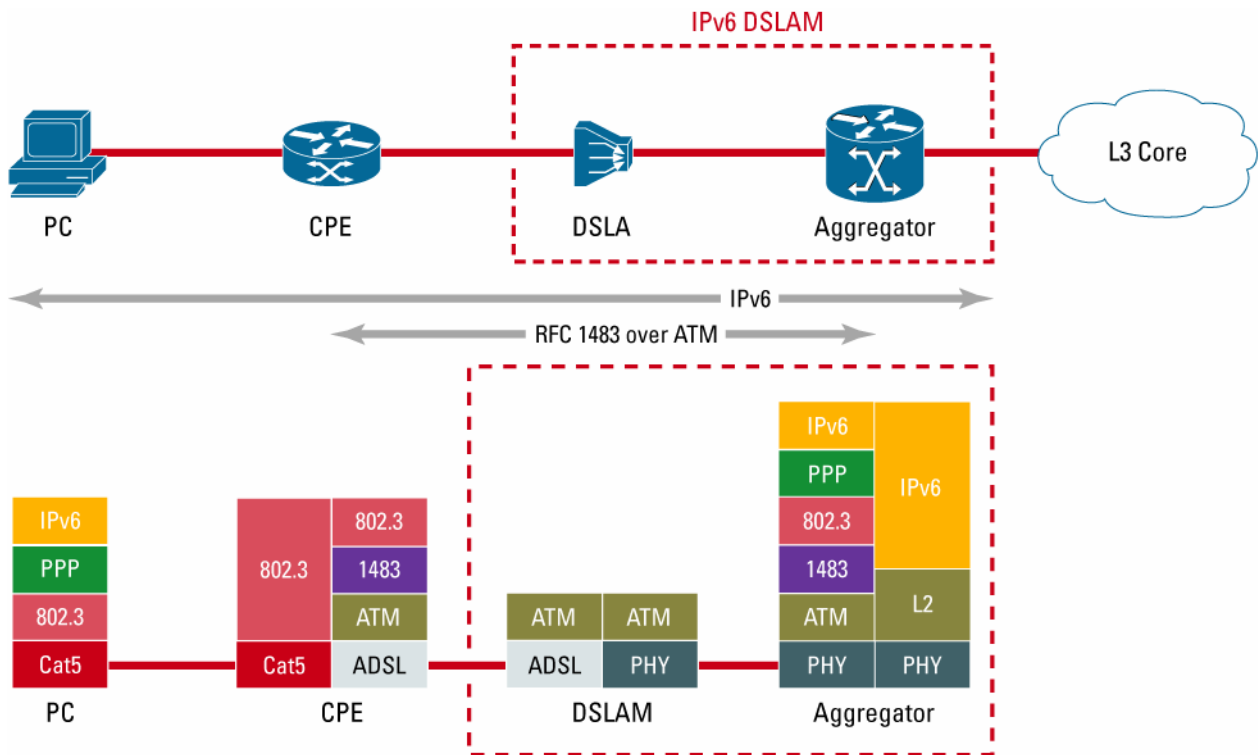 IPv6 DSLAM
L3 Core
PC
CPE
DSLA
Aggregator
IPv6
RFC 1483 over ATM
IPv6
PPP
802.3
Cat5
PC
802.3
Cat5
802.3
1483
ATM
ADSL
CPE
ATM
ADSL
ATM
PHY
DSLAM
IPv6
PPP
802.3
1483
ATM
PHY
IPv6
L2
PHY
Aggregator